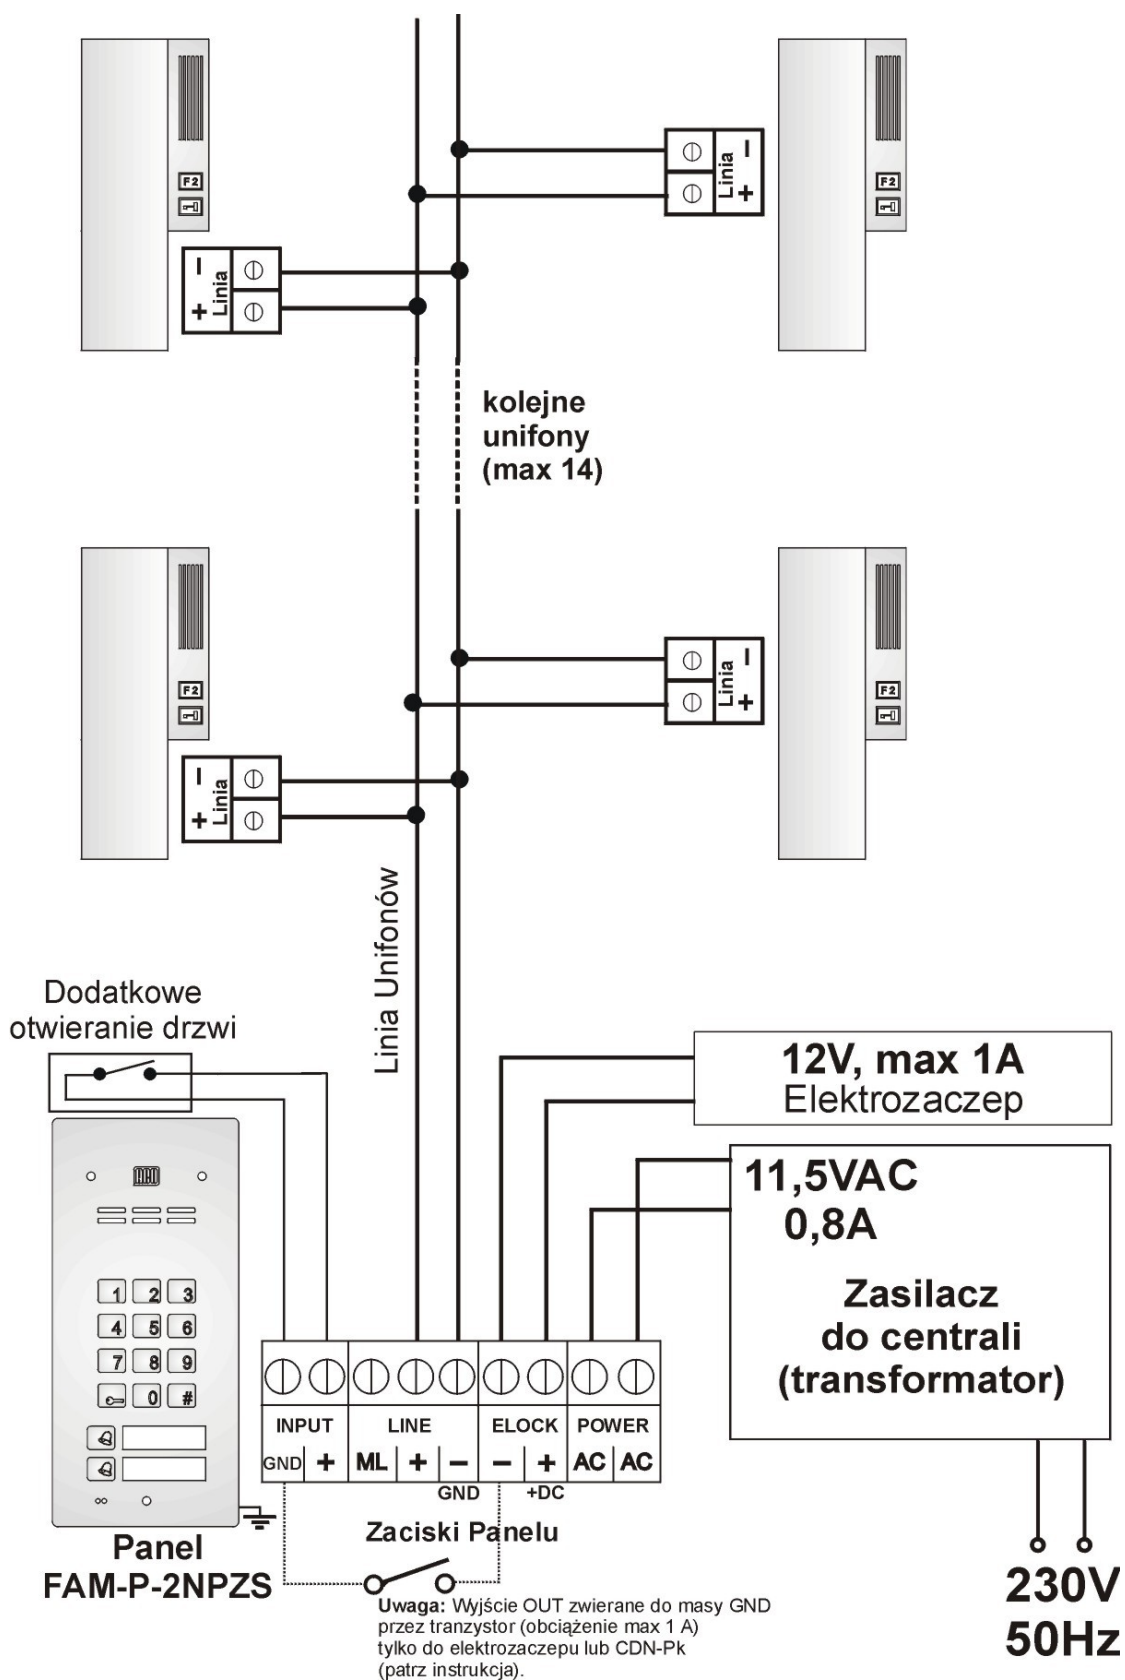 F2
F2
Linia
-
+
-
+
Linia
kolejne
unifony
(max 14)
F2
F2
Linia
-
+
-
+
Linia
Linia Unifonów
Dodatkowe
otwieranie drzwi
12V, max 1A
Elektrozaczep
11,5VAC
0,8A
Zasilacz
do centrali
(transformator)
ACO
1 2 3
4 5 6
7 8 9
0 #
INPUT LINE ELOCK POWER
GND + ML + - - + AC AC
GND +DC
Zaciski Panelu
Panel
FAM-P-2NPZS
Uwaga: Wyjście OUT zwierane do masy GND
przez tranzystor (obciążenie max 1 A)
tylko do elektrozaczepu lub CDN-Pk
(patrz instrukcja).
230V
50Hz